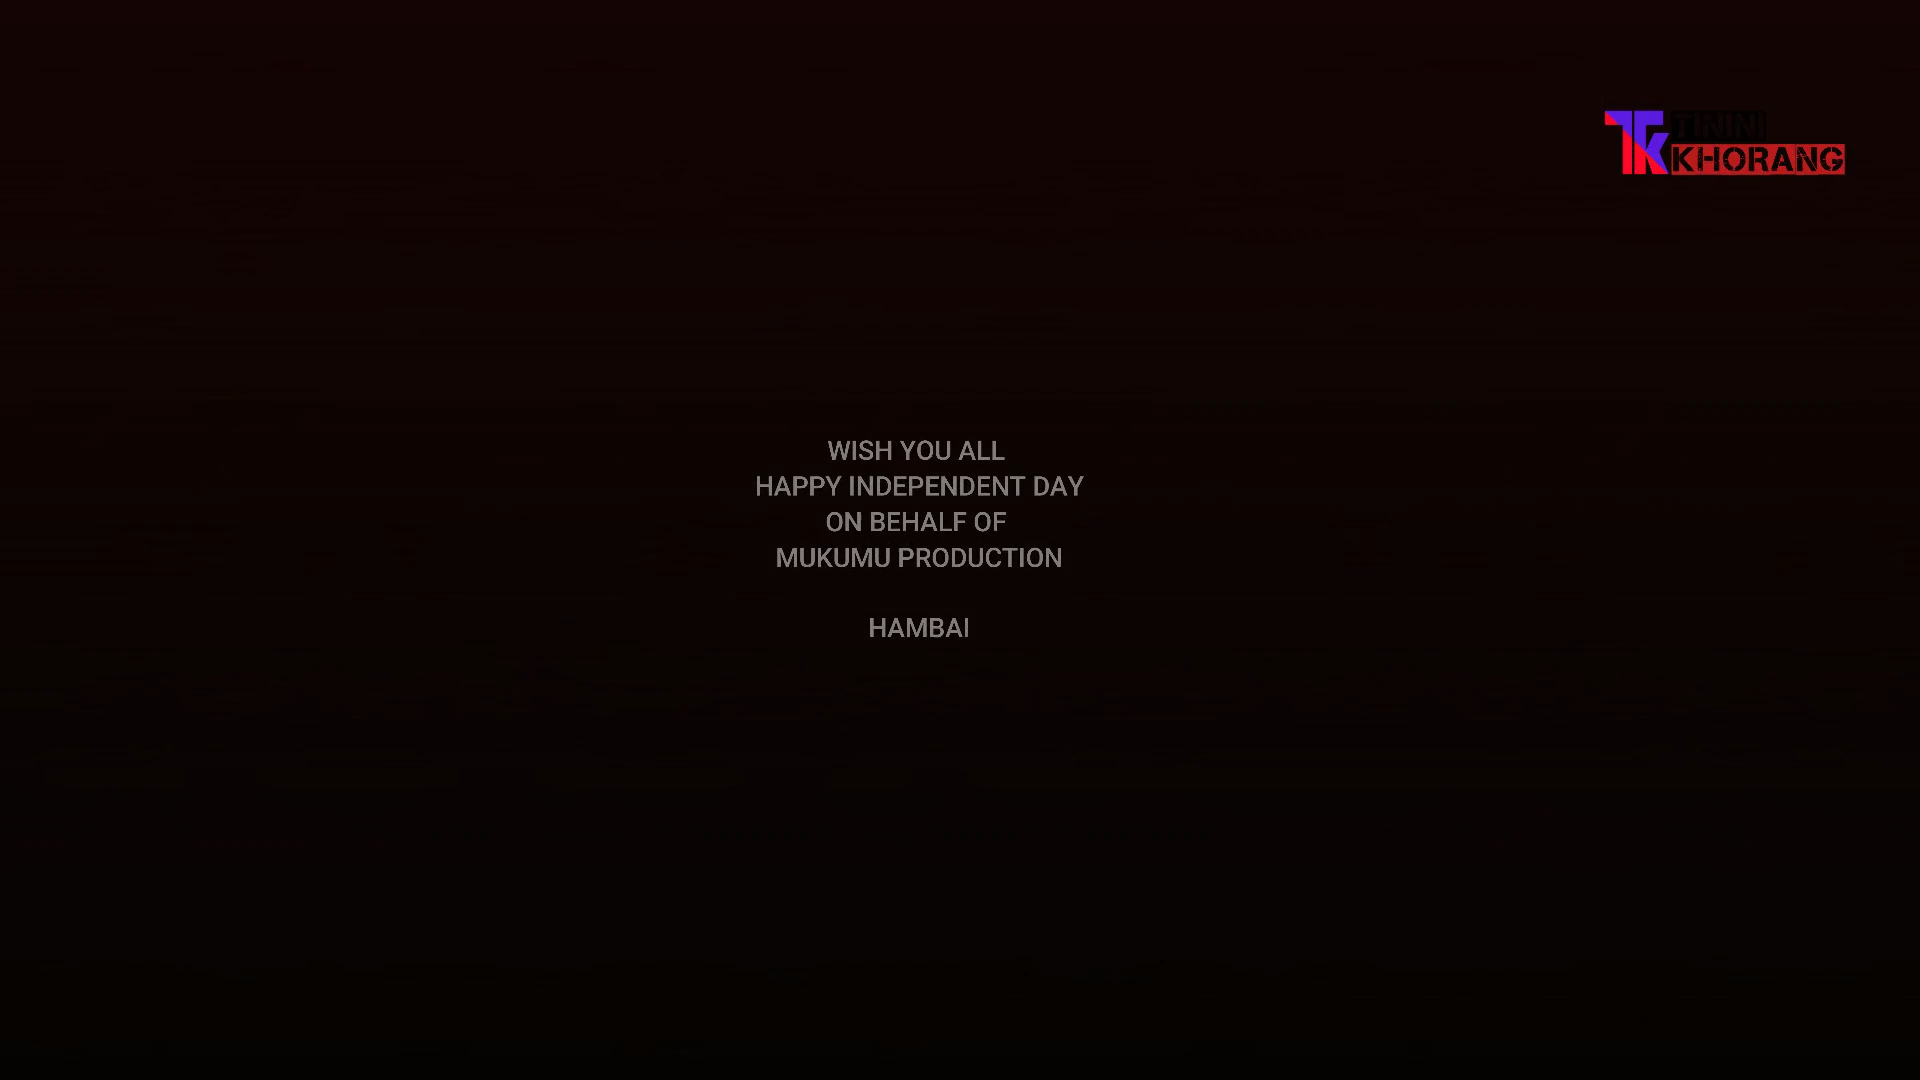 TININI
KHORANG
WISH YOU ALL
HAPPY INDEPENDENT DAY
ON BEHALF OF
MUKUMU PRODUCTION
HAMBAI